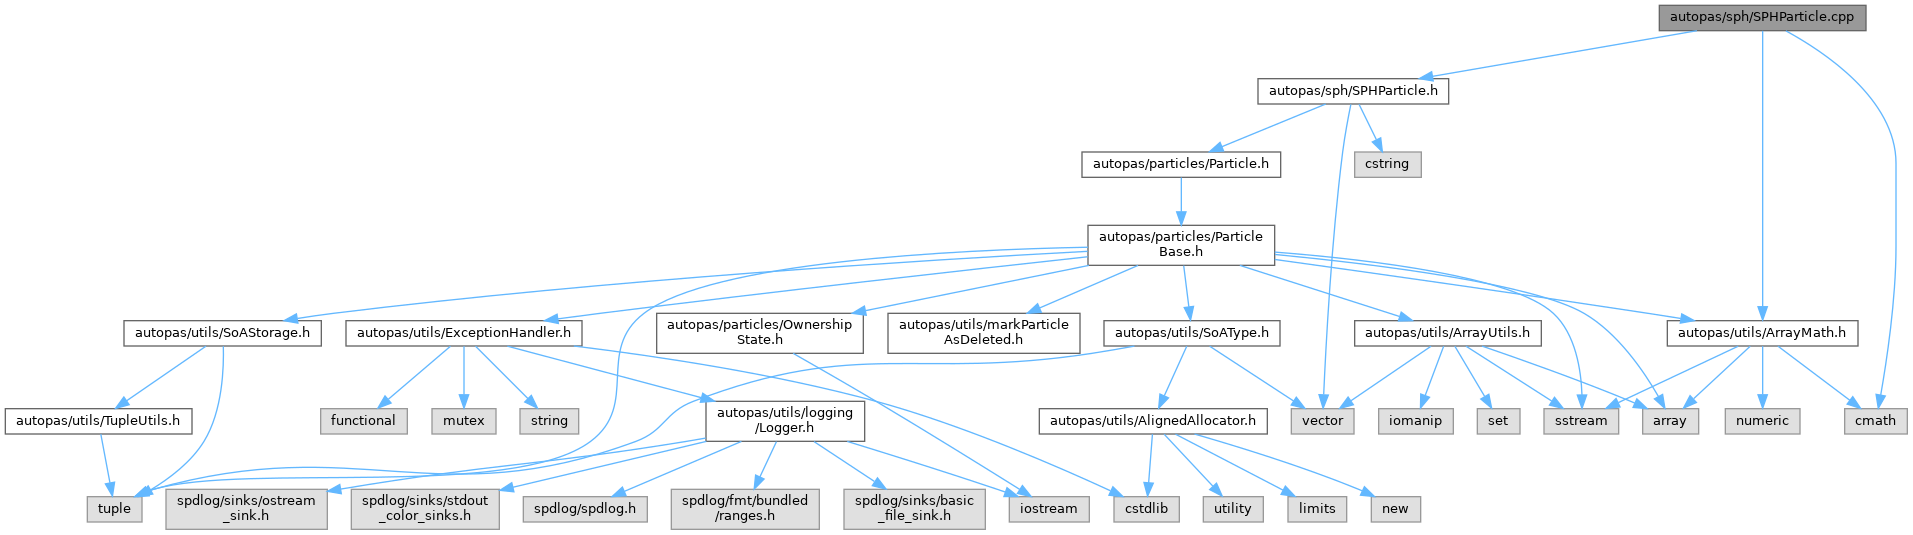 autopas/sph/SPHParticle.cpp
autopas/sph/SPHParticle.h
autopas/particles/Particle.h
cstring
autopas/particles/Particle
Base.h
autopas/utils/SoAStorage.h
autopas/utils/ExceptionHandler.h
autopas/particles/Ownership
State.h
autopas/utils/markParticle
AsDeleted.h
autopas/utils/SoAType.h
autopas/utils/ArrayUtils.h
autopas/utils/ArrayMath.h
autopas/utils/TupleUtils.h
functional
mutex
string
autopas/utils/logging
/Logger.h
autopas/utils/AlignedAllocator.h
vector
iomanip
set
sstream
array
numeric
cmath
tuple
spdlog/sinks/ostream
_sink.h
spdlog/sinks/stdout
_color_sinks.h
spdlog/spdlog.h
spdlog/fmt/bundled
/ranges.h
spdlog/sinks/basic
_file_sink.h
iostream
cstdlib
utility
limits
new